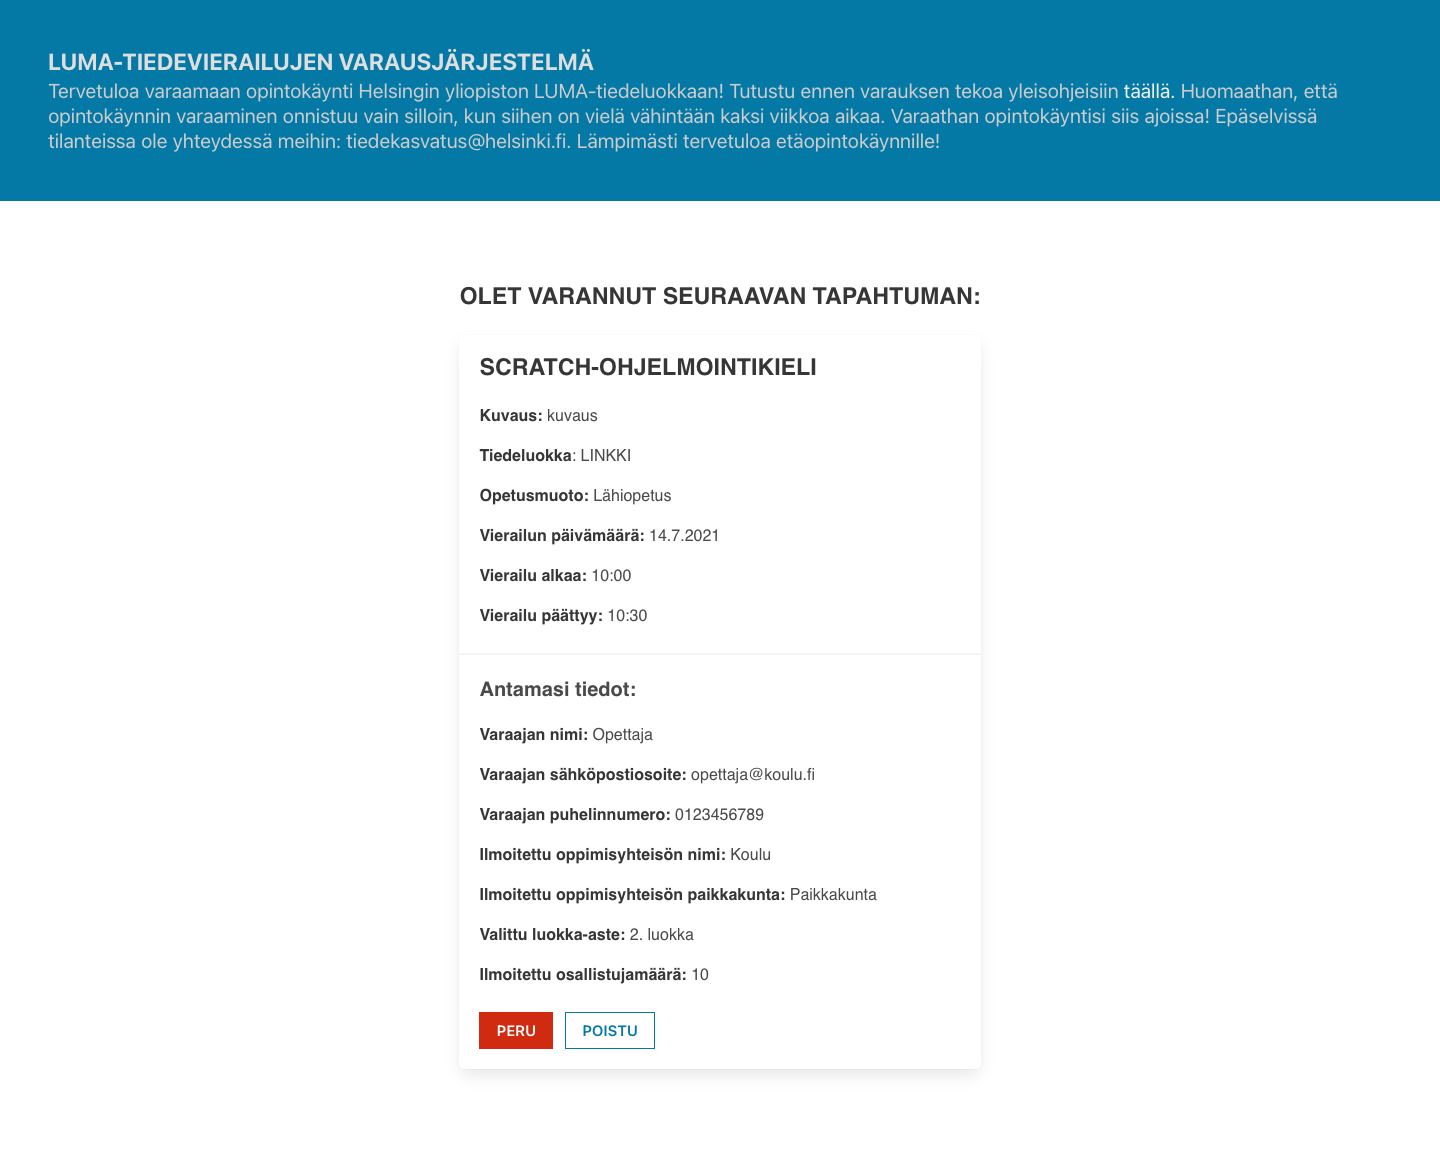 LUMA-TIEDEVIERAILUJEN VARAUSJÄRJESTELMÄ
Tervetuloa varaamaan opintokäynti Helsingin yliopiston LUMA-tiedeluokkaan! Tutustu ennen varauksen tekoa yleisohjeisiin täällä. Huomaathan, että
opintokäynnin varaaminen onnistuu vain silloin, kun siihen on vielä vähintään kaksi viikkoa aikaa. Varaathan opintokäyntisi siis ajoissa! Epäselvissä
tilanteissa ole yhteydessä meihin: tiedekasvatus@helsinki.fi. Lämpimästi tervetuloa etäopintokäynnille!
OLET VARANNUT SEURAAVAN TAPAHTUMAN:
SCRATCH-OHJELMOINTIKIELI
Kuvaus: kuvaus
Tiedeluokka: LINKKI
Opetusmuoto: Lähiopetus
Vierailun päivämäärä: 14.7.2021
Vierailu alkaa: 10:00
Vierailu päättyy: 10:30
Antamasi tiedot:
Varaajan nimi: Opettaja
Varaajan sähköpostiosoite: opettaja@koulu.fi
Varaajan puhelinnumero: 0123456789
Ilmoitettu oppimisyhteisön nimi: Koulu
Ilmoitettu oppimisyhteisön paikkakunta: Paikkakunta
Valittu luokka-aste: 2. luokka
Ilmoitettu osallistujamäärä: 10
PERU POISTU